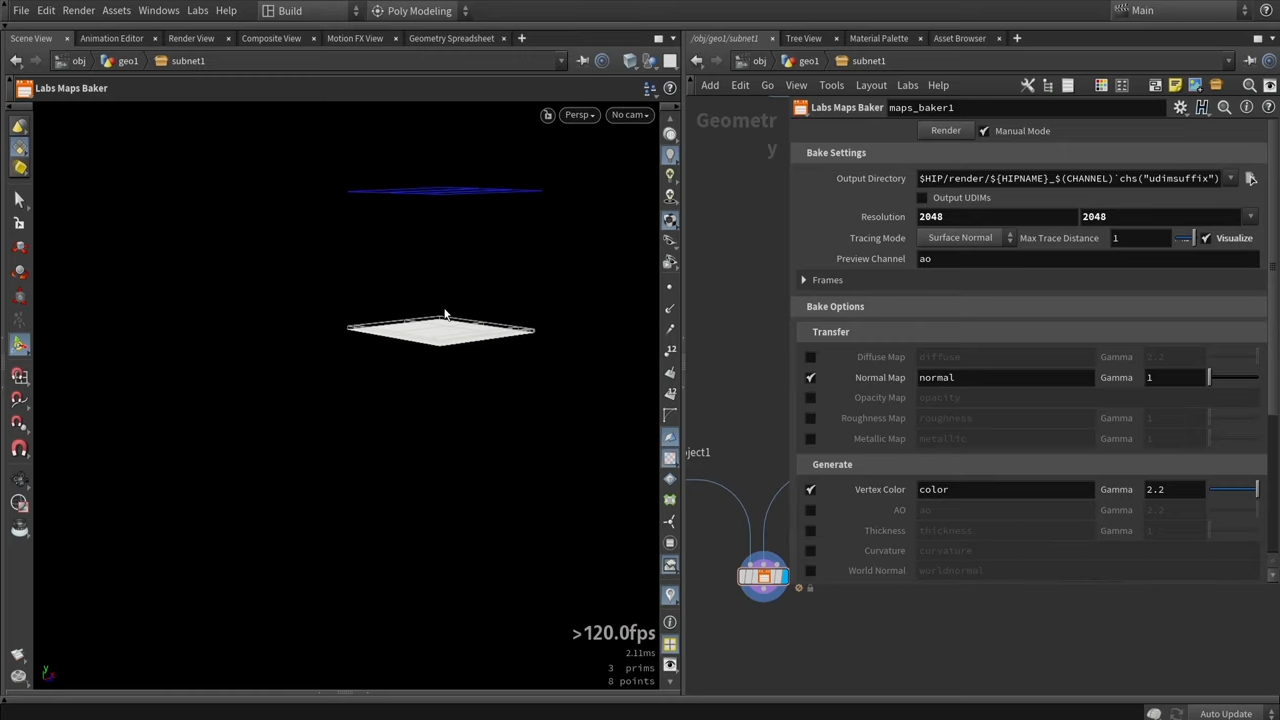 File Edit Render Assets Windows Labs Help Build Poly Modeling Main
Scene View Animation Editor Render View Composite View Motion FX View Geometry Spreadsheet
/obj/geo1/subnet1 Tree View Material Palette Asset Browser
obj geo1 subnet1
obj geo1 subnet1
Labs Maps Baker
Add Edit Go View Tools Layout Labs Help
Persp No cam
Geometr
y
Labs Maps Baker maps_baker1
Render Manual Mode
Bake Settings
Output Directory $HIP/render/${HIPNAME}_$(CHANNEL)`chs("udimsuffix")
Output UDIMs
Resolution 2048 2048
Tracing Mode Surface Normal Max Trace Distance 1 Visualize
Preview Channel ao
Frames
Bake Options
Transfer
Diffuse Map diffuse Gamma 2.2
Normal Map normal Gamma 1
Opacity Map opacity
Roughness Map roughness Gamma 1
Metallic Map metallic Gamma 1
Generate
Vertex Color color Gamma 2.2
AO ao Gamma 2.2
Thickness thickness Gamma 1
Curvature curvature
World Normal worldnormal
oject1
12
12
>120.0fps
2.11ms
3 prims
8 points
y
x
Auto Update